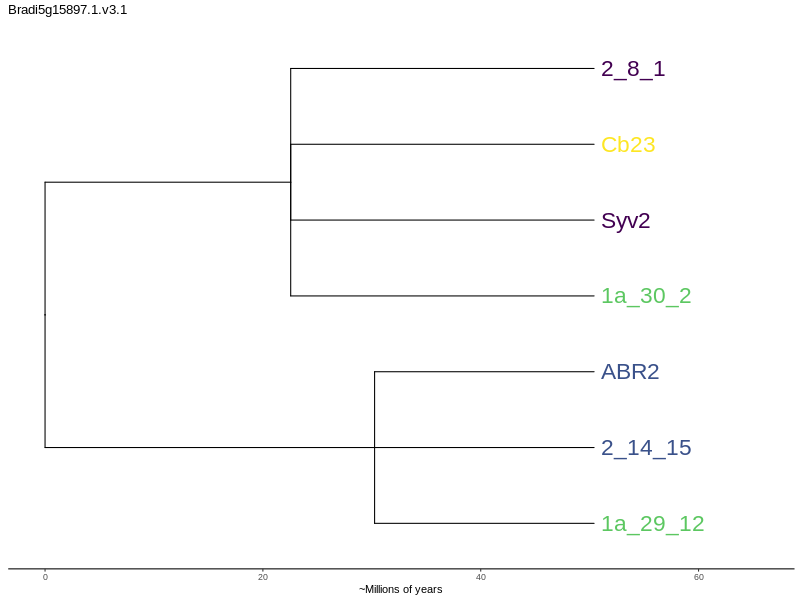 Bradi5g15897.1.v3.1
2_8_1
Cb23
Syv2
1a_30_2
ABR2
2_14_15
1a_29_12
0 20 40 60
~Millions of years